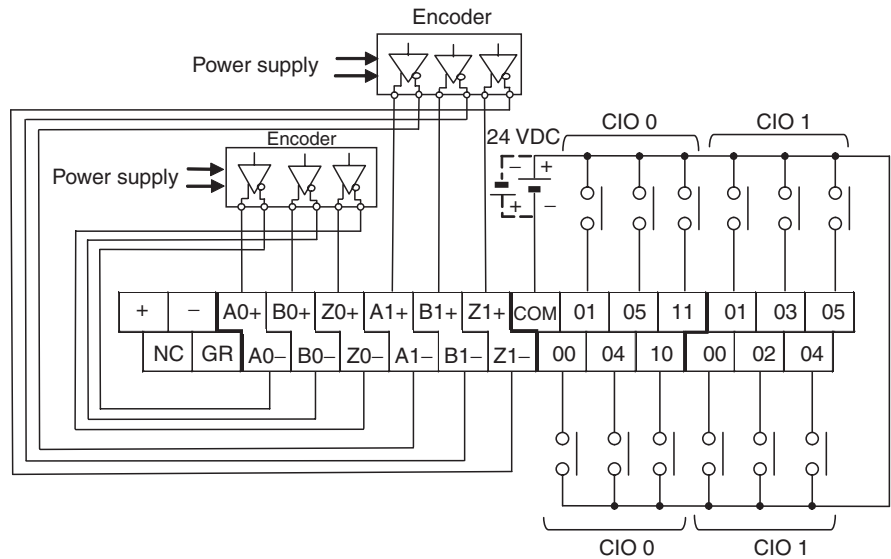 Encoder
Power supply
CIO 0 CIO 1
24 VDC
Encoder
Power supply
− +
+ −
+ − A0+ B0+ Z0+ A1+ B1+ Z1+ COM 01 05 11 01 03 05
NC GR A0− B0− Z0− A1− B1− Z1− 00 04 10 00 02 04
CIO 0 CIO 1